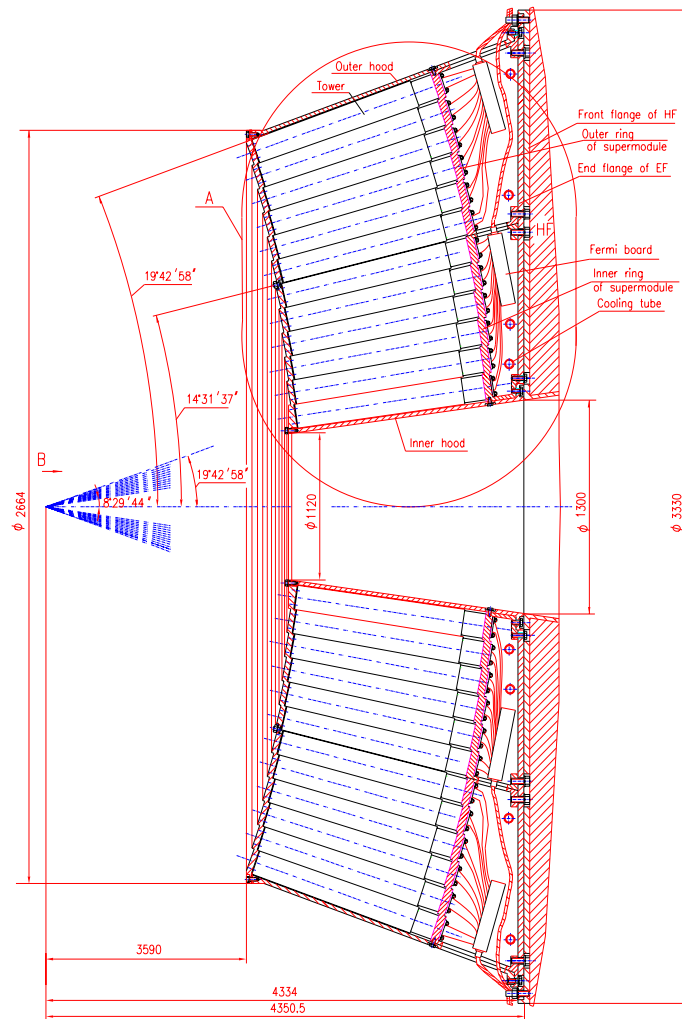 Outer hood
Tower
Front flange of HF
Outer ring
of supermodule
End flange of EF
A
HF
Fermi board
19°42'58"
Inner ring
of supermodule
Cooling tube
14°31'37"
Inner hood
B
19°42'58"
8°29.'44"
ϕ 2664
ϕ 1120
ϕ 1300
ϕ 3330
3590
4334
4350.5